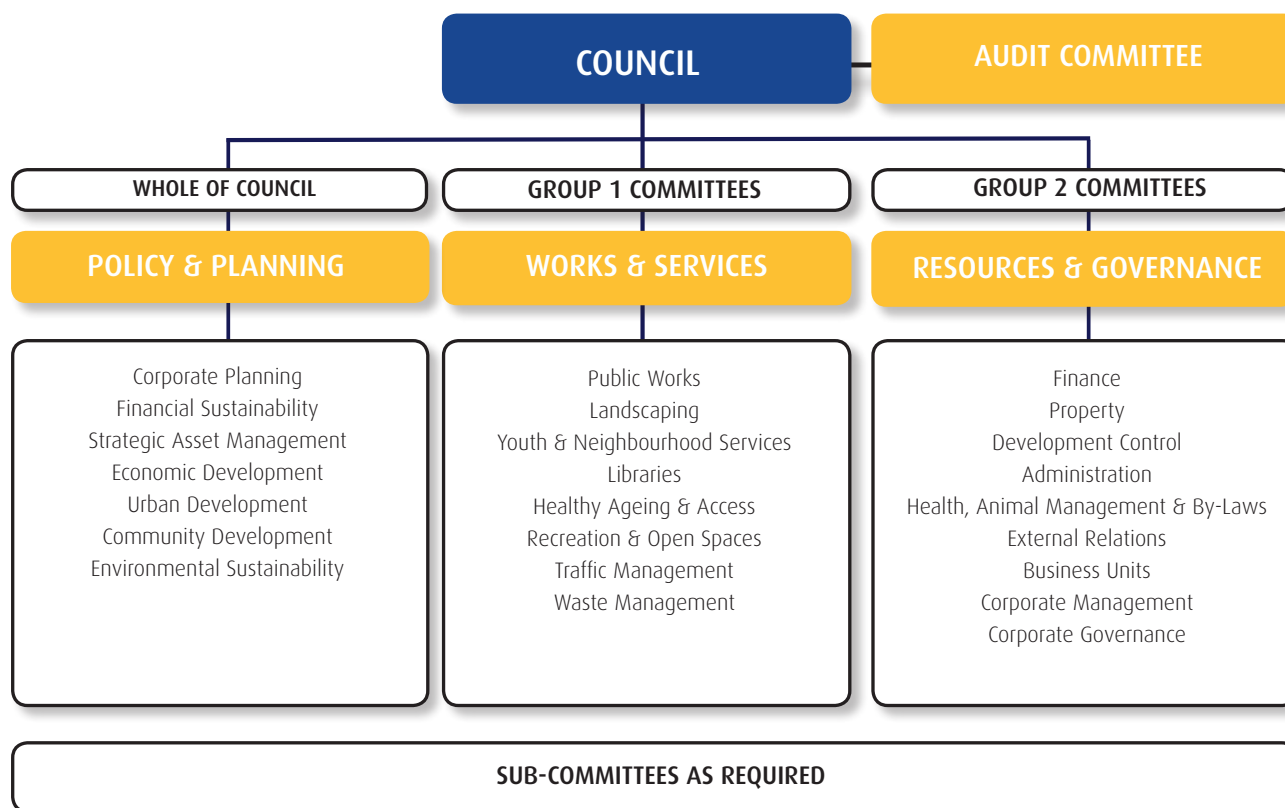 COUNCIL
AUDIT COMMITTEE
WHOLE OF COUNCIL
GROUP 1 COMMITTEES
GROUP 2 COMMITTEES
POLICY & PLANNING
WORKS & SERVICES
RESOURCES & GOVERNANCE
Corporate Planning
Financial Sustainability
Strategic Asset Management
Economic Development
Urban Development
Community Development
Environmental Sustainability
Public Works
Landscaping
Youth & Neighbourhood Services
Libraries
Healthy Ageing & Access
Recreation & Open Spaces
Traffic Management
Waste Management
Finance
Property
Development Control
Administration
Health, Animal Management & By-Laws
External Relations
Business Units
Corporate Management
Corporate Governance
SUB-COMMITTEES AS REQUIRED